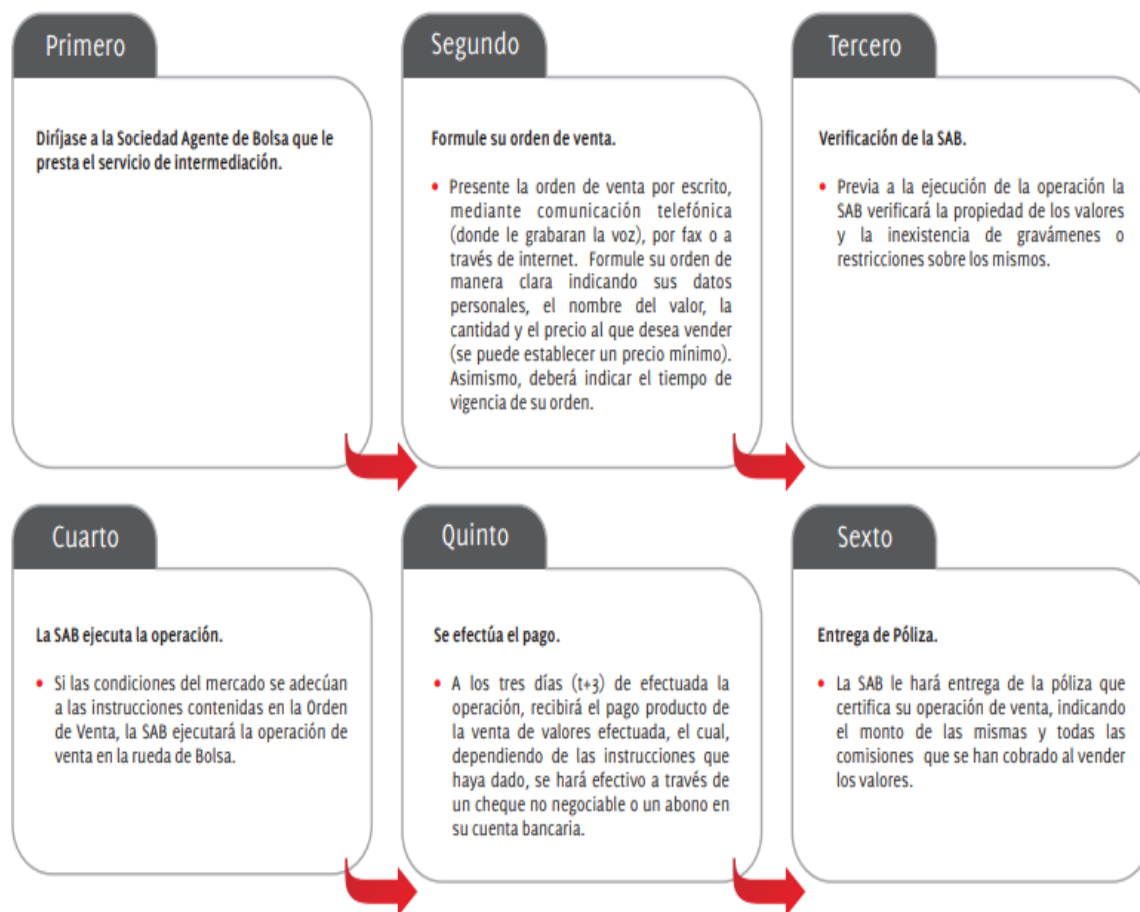 Primero
Diríjase a la Sociedad Agente de Bolsa que le
presta el servicio de intermediación.
Segundo
Formule su orden de venta.
• Presente la orden de venta por escrito,
mediante comunicación telefónica
(donde le grabaran la voz), por fax o a
través de internet. Formule su orden de
manera clara indicando sus datos
personales, el nombre del valor, la
cantidad y el precio al que desea vender
(se puede establecer un precio mínimo).
Asimismo, deberá indicar el tiempo de
vigencia de su orden.
Tercero
Verificación de la SAB.
• Previa a la ejecución de la operación la
SAB verificará la propiedad de los valores
y la inexistencia de gravámenes o
restricciones sobre los mismos.
Cuarto
La SAB ejecuta la operación.
• Si las condiciones del mercado se adecúan
a las instrucciones contenidas en la Orden
de Venta, la SAB ejecutará la operación de
venta en la rueda de Bolsa.
Quinto
Se efectúa el pago.
• A los tres días (t+3) de efectuada la
operación, recibirá el pago producto de
la venta de valores efectuada, el cual,
dependiendo de las instrucciones que
haya dado, se hará efectivo a través de
un cheque no negociable o un abono en
su cuenta bancaria.
Sexto
Entrega de Póliza.
• La SAB le hará entrega de la póliza que
certifica su operación de venta, indicando
el monto de las mismas y todas las
comisiones que se han cobrado al vender
los valores.